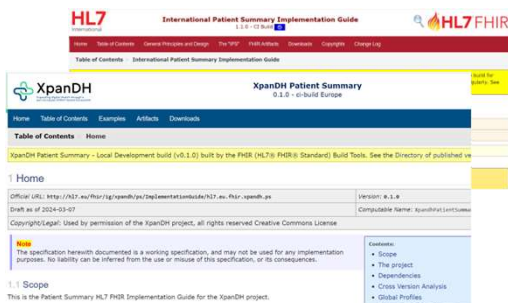 HL7
International
International Patient Summary Implementation Guide
1.1.0 - CI Build
HL7 FHIR
Home Table of Contents General Principles and Design The "IPS" FHIR Artifacts Downloads Copyrights Change Log
Table of Contents International Patient Summary Implementation Guide
build for
See
XpanDH
XpanDH Patient Summary
0.1.0 - ci-build Europe
Home Table of Contents Examples Artifacts Downloads
Table of Contents Home
XpanDH Patient Summary - Local Development build (v0.1.0) built by the FHIR (HL7® FHIR® Standard) Build Tools. See the Directory of published ve
1 Home
Official URL: http://hl7.eu/fhir/ig/xpandh/ps/ImplementationGuide/hl7.eu.fhir.xpandh.ps
Version: 0.1.0
Draft as of 2024-03-07
Computable Name: XpandhPatientSumma
Copyright/Legal: Used by permission of the XpanDH project, all rights reserved Creative Commons License
Note
The specification herewith documented is a working specification, and may not be used for any implementation
purposes. No liability can be inferred from the use or misuse of this specification, or its consequences.
Contents:
• Scope
• The project
• Dependencies
• Cross Version Analysis
• Global Profiles
1.1 Scope
This is the Patient Summary HL7 FHIR Implementation Guide for the XpanDH project.